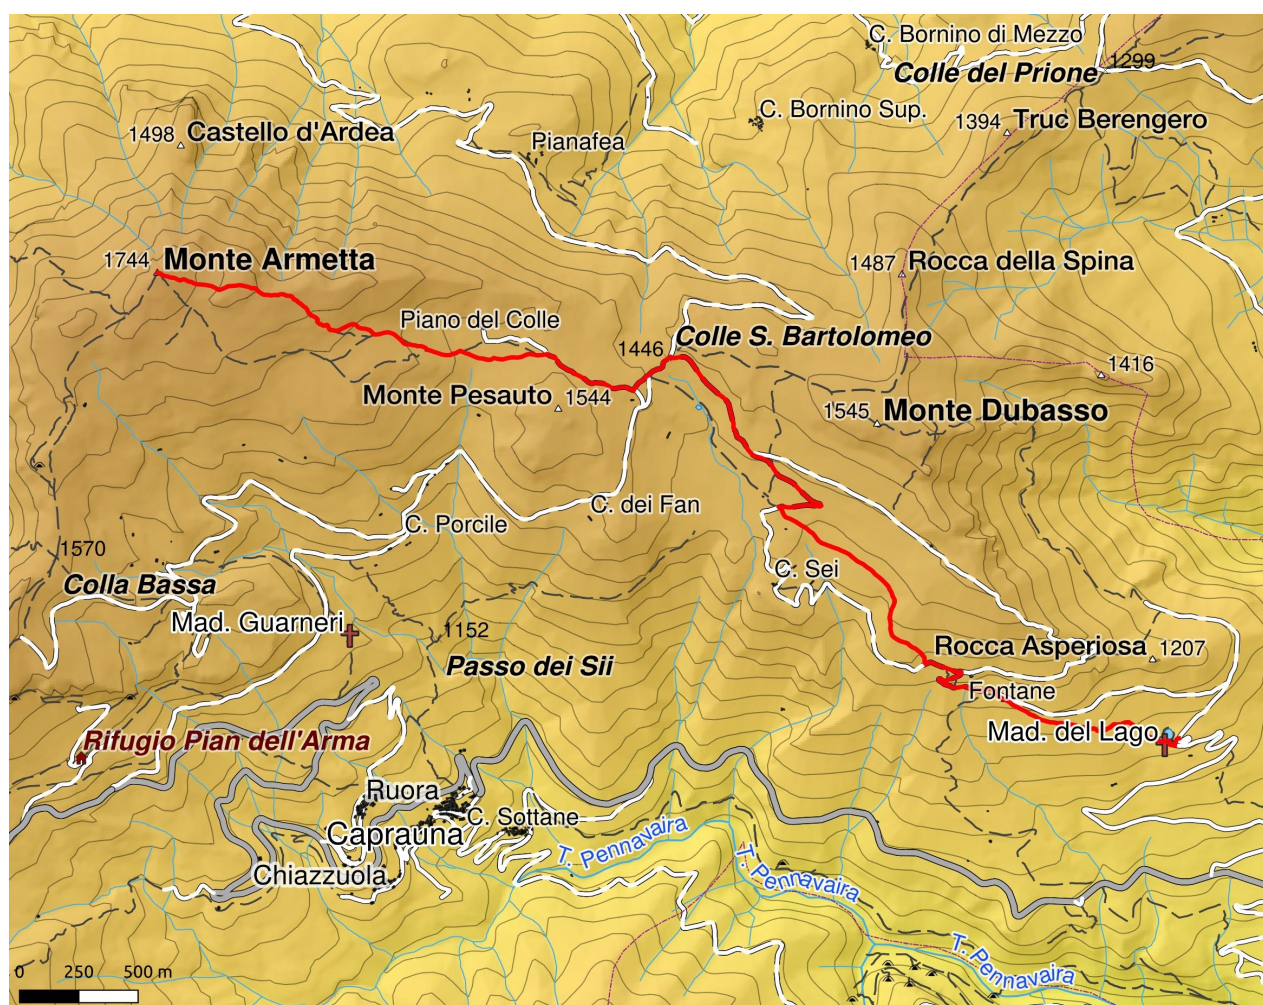 C. Bornino di Mezzo
1299
Colle del Prione
C. Bornino Sup.
1394 Truc Berengero
1498 Castello d'Ardea
Pianafea
1744 Monte Armetta
1487 Rocca della Spina
Piano del Colle
1446 Colle S. Bartolomeo
1416
Monte Pesauto 1544
1545 Monte Dubasso
C. dei Fan
C. Porcile
1570
Colla Bassa
C. Sei
Mad. Guarneri
1152
Passo dei Sii
Rocca Asperiosa 1207
Fontane
Mad. del Lago
Rifugio Pian dell'Arma
Ruora
C. Sottane
Caprauna
T. Pennavaira
Chiazzuola
T. Pennavaira
T. Pennavaira
0 250 500 m